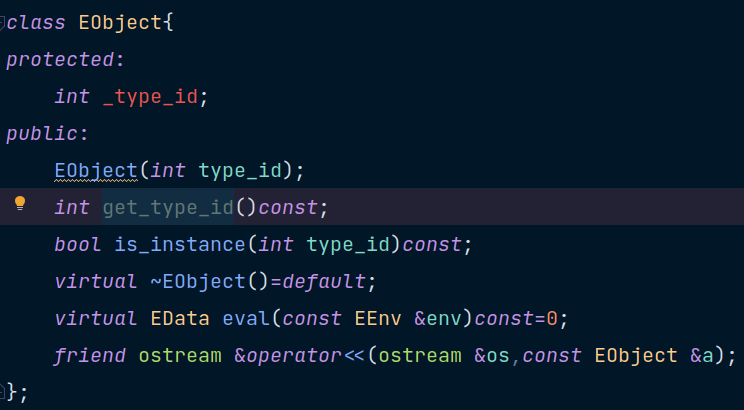 class EObject{
protected:
    int _type_id;
public:
    EObject(int type_id);
    int get_type_id()const;
    bool is_instance(int type_id)const;
    virtual ~EObject()=default;
    virtual EData eval(const EEnv &env)const=0;
    friend ostream &operator<<(ostream &os,const EObject &a);
};